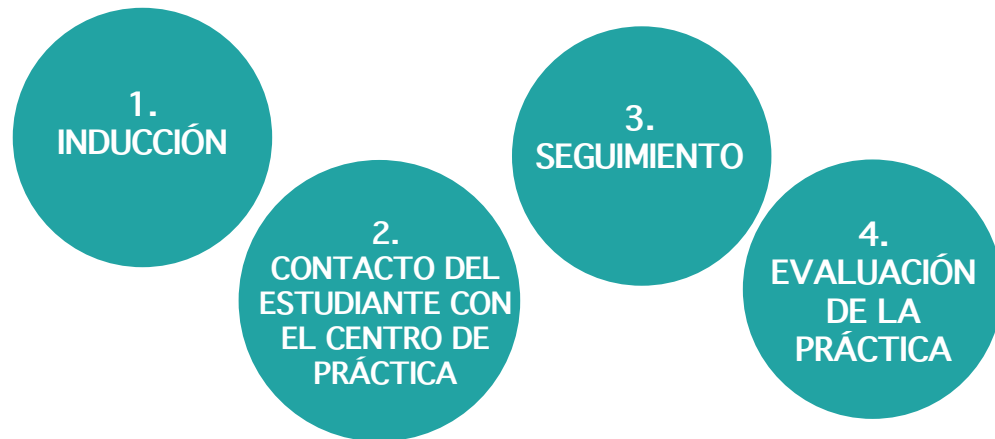 1.
INDUCCIÓN
2.
CONTACTO DEL
ESTUDIANTE CON
EL CENTRO DE
PRÁCTICA
3.
SEGUIMIENTO
4.
EVALUACIÓN
DE LA
PRÁCTICA